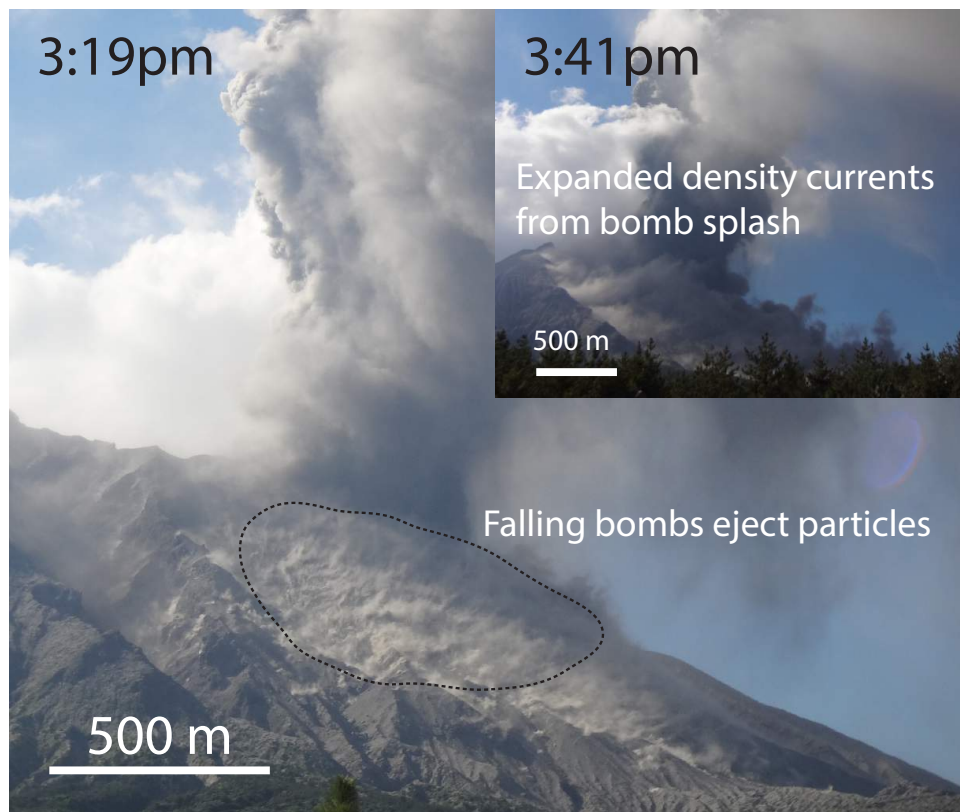 3:19pm
3:41pm
Expanded density currents
from bomb splash
500 m
Falling bombs eject particles
500 m